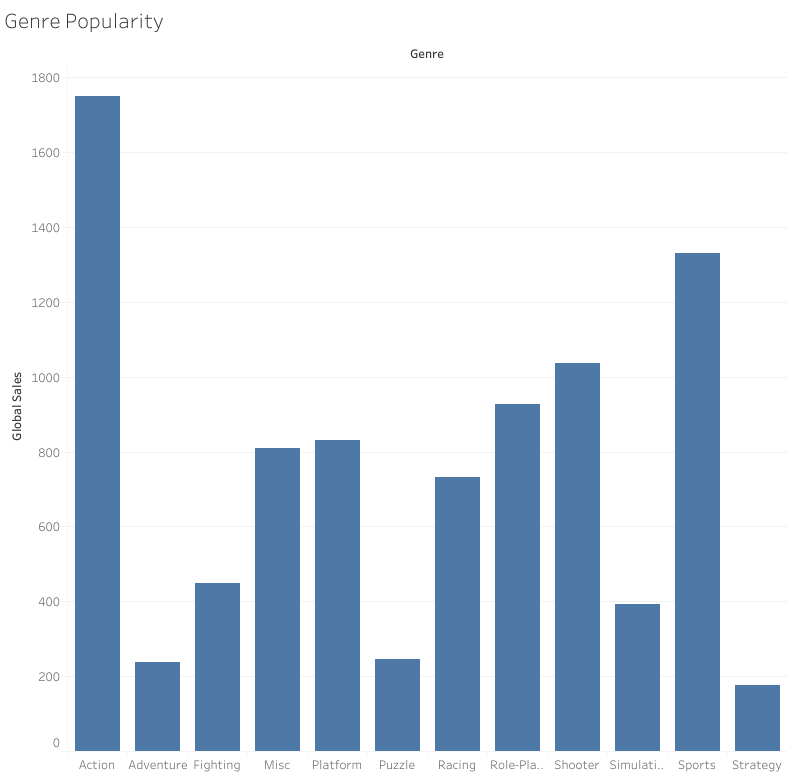 Genre Popularity
Genre
1800
1600
1400
1200
1000
800
600
400
200
0
Global Sales
Action Adventure Fighting Misc Platform Puzzle Racing Role-Pla.. Shooter Simulati.. Sports Strategy